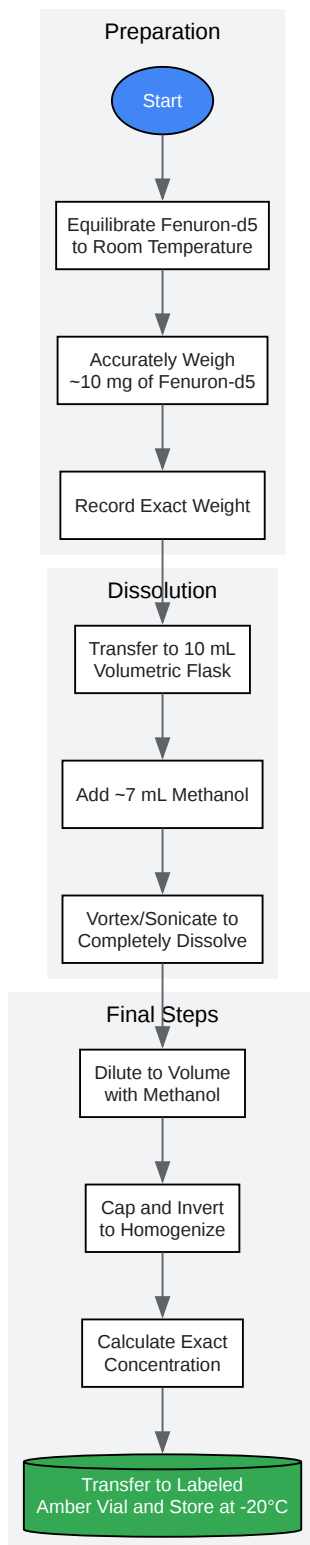 Preparation
Start
Equilibrate Fenuron-d5
to Room Temperature
Accurately Weigh
~10 mg of Fenuron-d5
Record Exact Weight
Dissolution
Transfer to 10 mL
Volumetric Flask
Add ~7 mL Methanol
Vortex/Sonicate to
Completely Dissolve
Final Steps
Dilute to Volume
with Methanol
Cap and Invert
to Homogenize
Calculate Exact
Concentration
Transfer to Labeled
Amber Vial and Store at -20°C